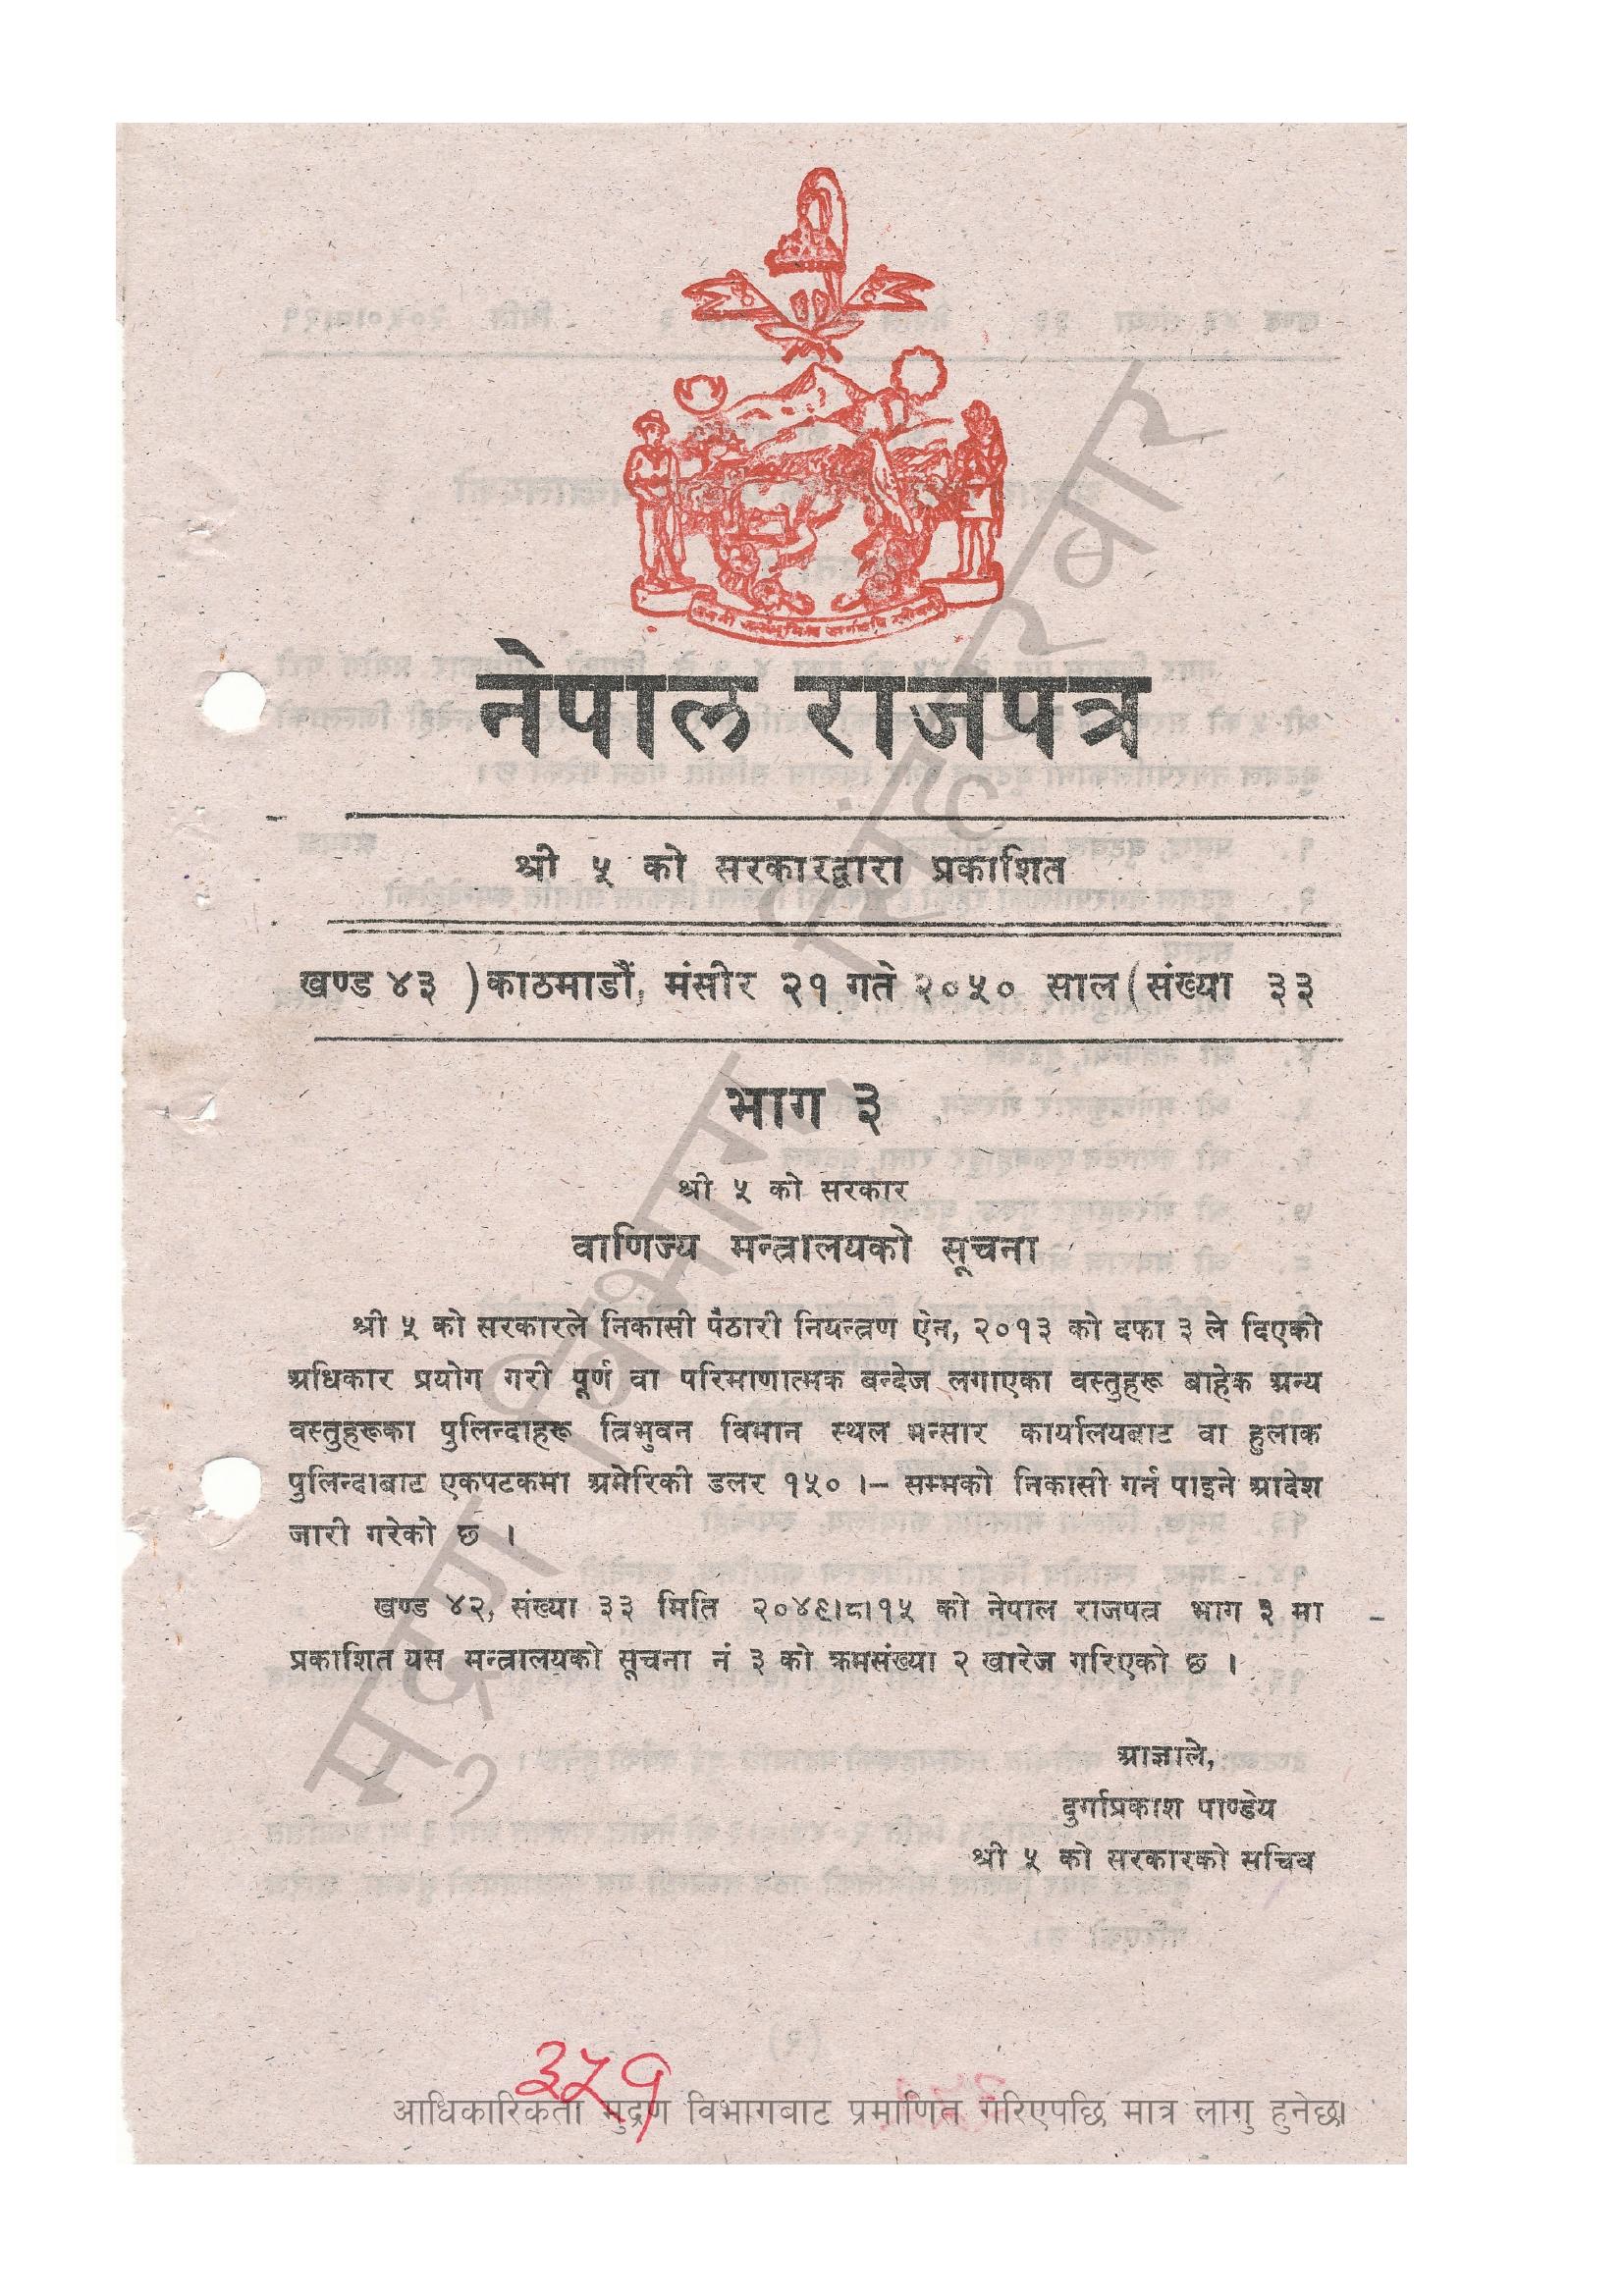 नेपाल राजपत्र
श्री ५ को सरकारद्वारा प्रकाशित
खण्ड ४३ ) काठमाडौं, मंसीर २१ गते २०५० साल ( संख्या ३३
भाग ३
श्री ५ को सरकार
वाणिज्य मन्त्रालयको सूचना
श्री ५ को सरकारले निकासी पैठारी नियन्त्रण ऐन, २०१३ को दफा ३ ले दिएको
अधिकार प्रयोग गरी पूर्ण वा परिमाणात्मक बन्देज लगाएका वस्तुहरू बाहेक अन्य
वस्तुहरूका पुलिन्दाहरू त्रिभुवन विमान स्थल भन्सार कार्यालयबाट वा हुलाक
पुलिन्दाबाट एकपटकमा अमेरिकी डलर १५० ।– सम्मको निकासी गर्न पाइने आदेश
जारी गरेको छ ।
खण्ड ४२, संख्या ३३ मिति २०४९।८।१५ को नेपाल राजपत्र भाग ३ मा
प्रकाशित यस मन्त्रालयको सूचना नं ३ को क्रमसंख्या २ खारेज गरिएको छ ।
आज्ञाले,
दुर्गाप्रकाश पाण्डेय
श्री ५ को सरकारको सचिव
३५१
आधिकारिकता मुद्रण विभागबाट प्रमाणित गरिएपछि मात्र लागु हुनेछ।
मुद्रण विभाग, सिंहदरवार